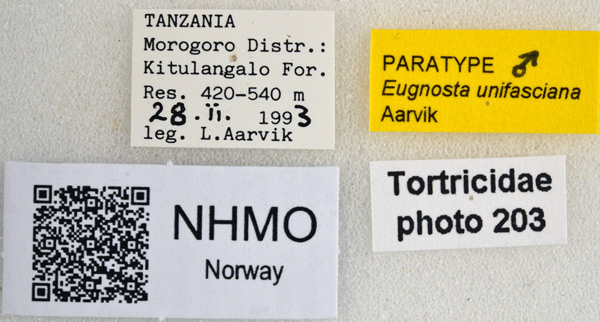 TANZANIA
Morogoro Distr.:
Kitulangalo For.
Res. 420-540 m
28.II. 1993
leg. L.Aarvik
PARATYPE ♂
Eugnosta unifasciana
Aarvik
NHMO
Norway
Tortricidae
photo 203